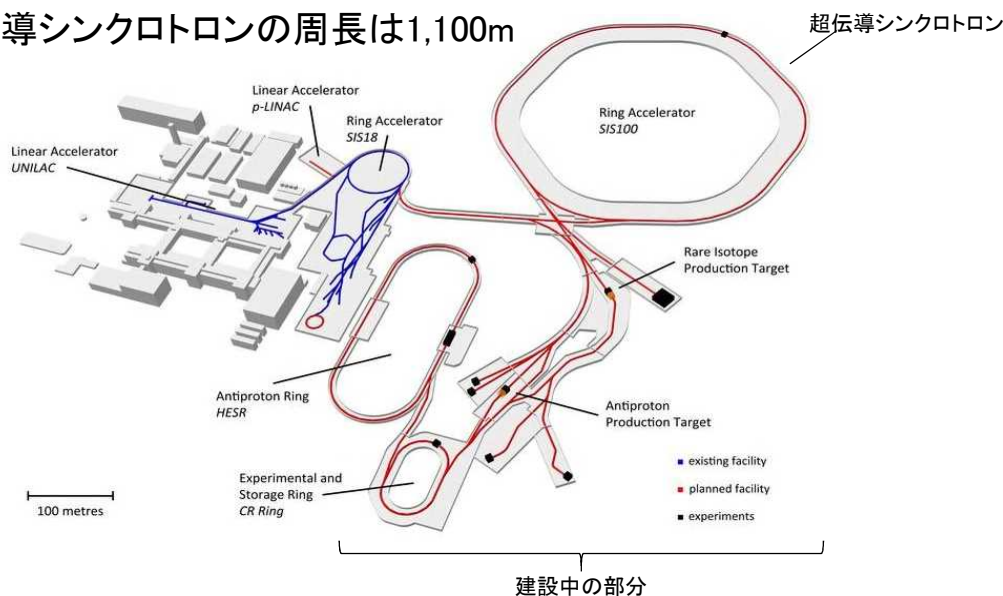 導シンクロトロンの周長は1,100m
超伝導シンクロトロン
Linear Accelerator
p-LINAC
Ring Accelerator
SIS18
Ring Accelerator
SIS100
Linear Accelerator
UNILAC
Rare Isotope
Production Target
Antiproton Ring
HESR
Antiproton
Production Target
Experimental and
Storage Ring
CR Ring
100 metres
existing facility
planned facility
experiments
建設中の部分